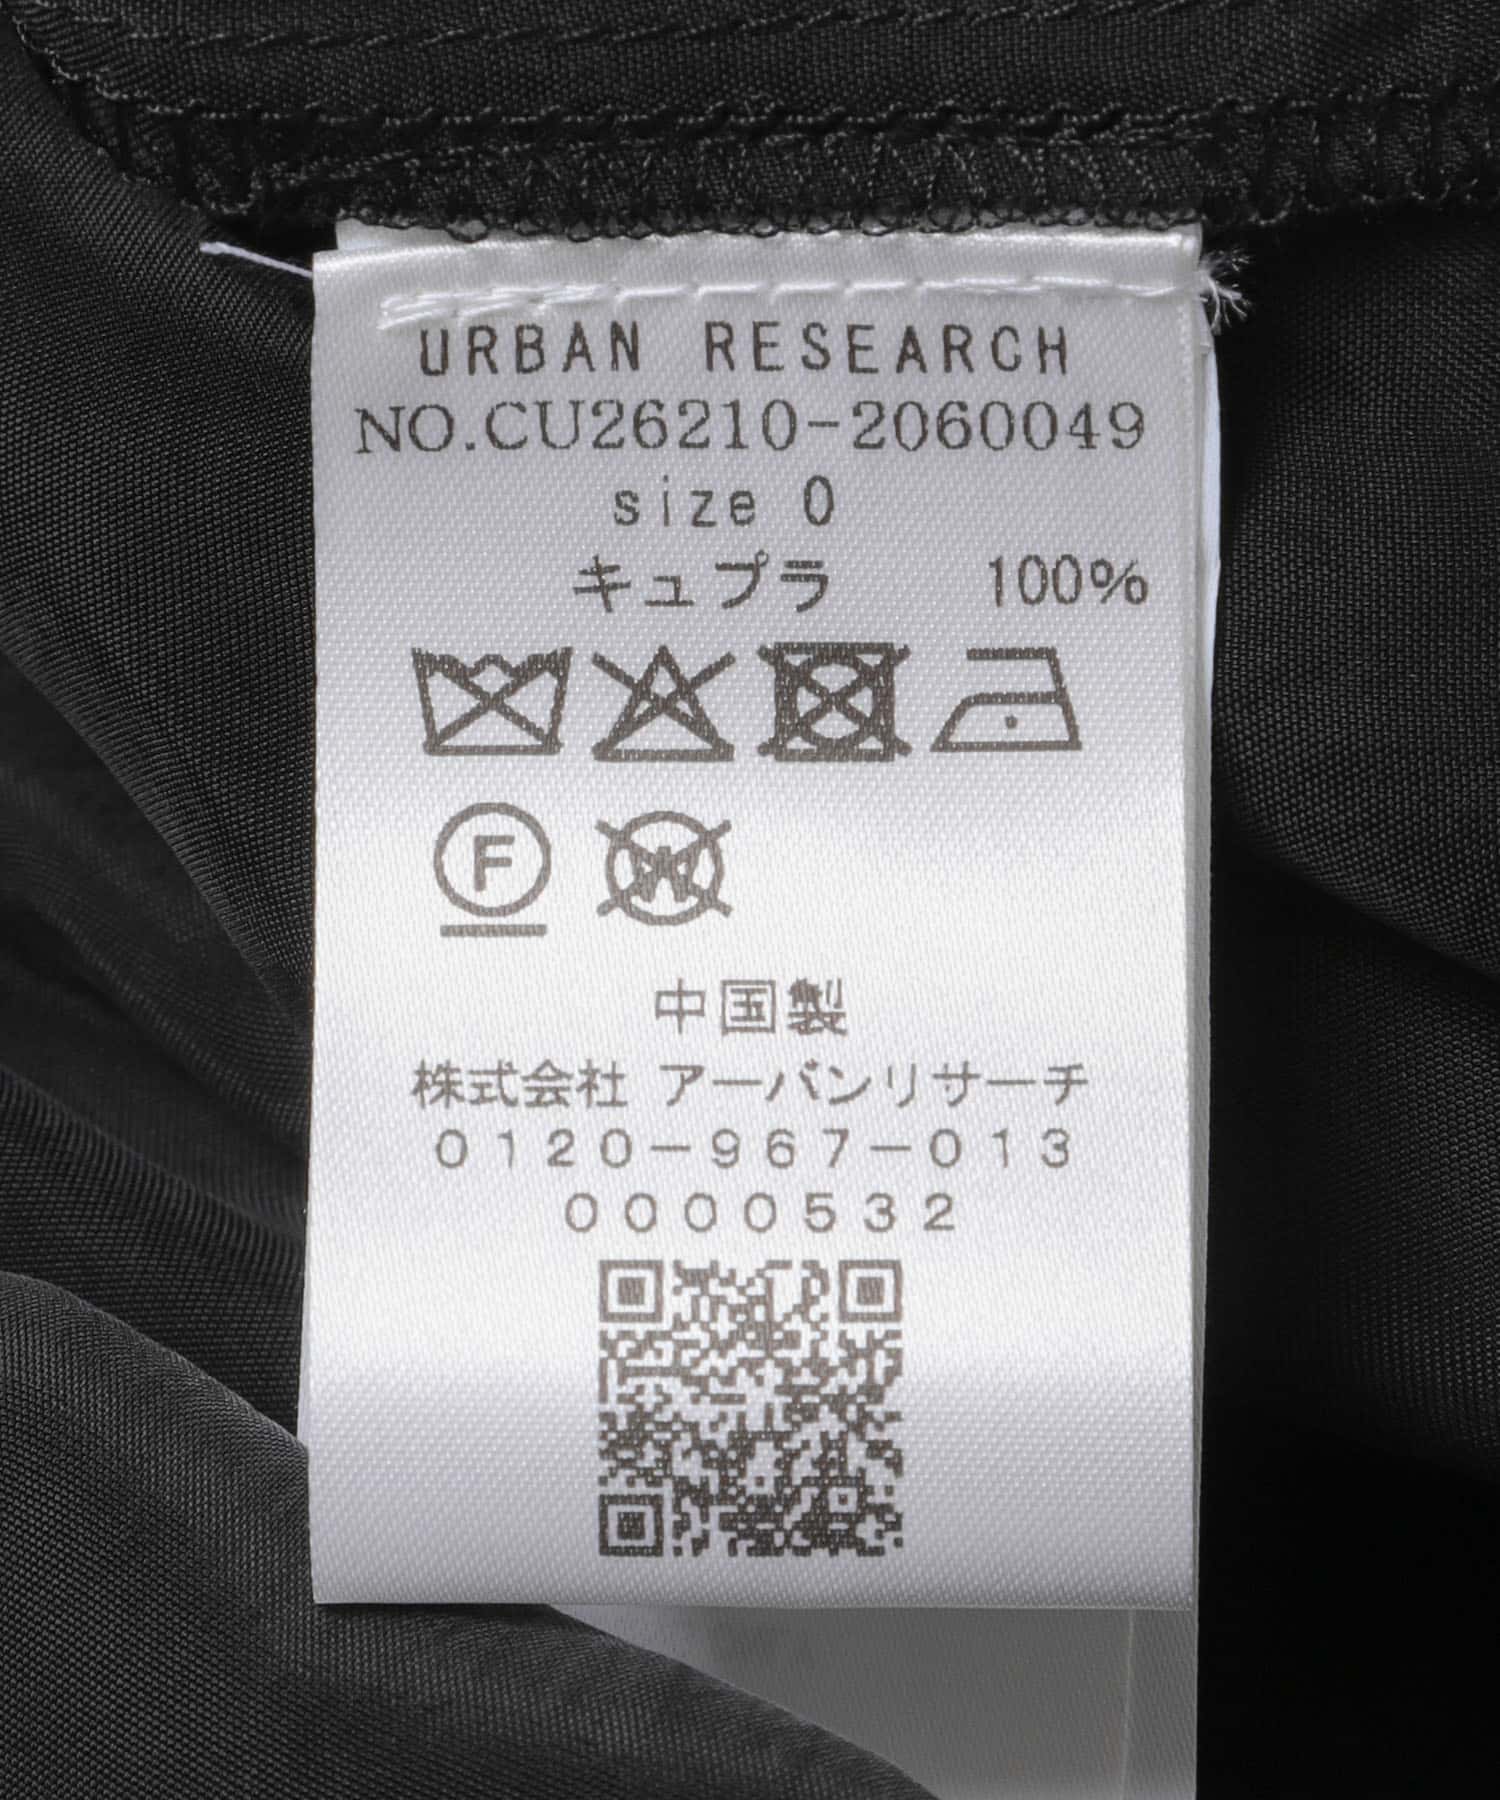 URBAN RESEARCH
NO.CU26210-2060049
size 0
キュプラ 100%
F
W
中国製
株式会社 アーバンリサーチ
0120-967-013
0000532